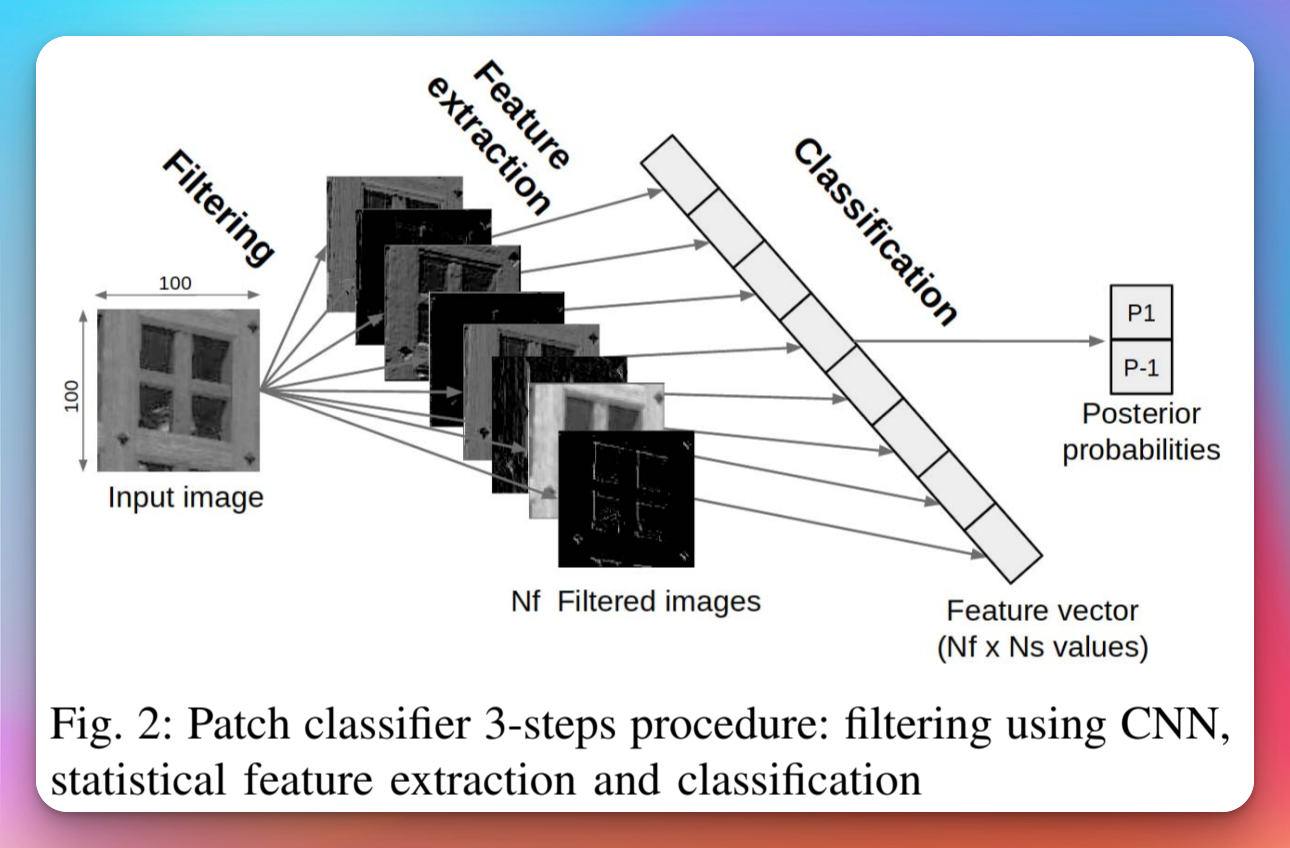 Filtering
Feature
extraction
Classification
100
100
Input image
Nf Filtered images
Feature vector
(Nf x Ns values)
P1
P-1
Posterior
probabilities
Fig. 2: Patch classifier 3-steps procedure: filtering using CNN,
statistical feature extraction and classification